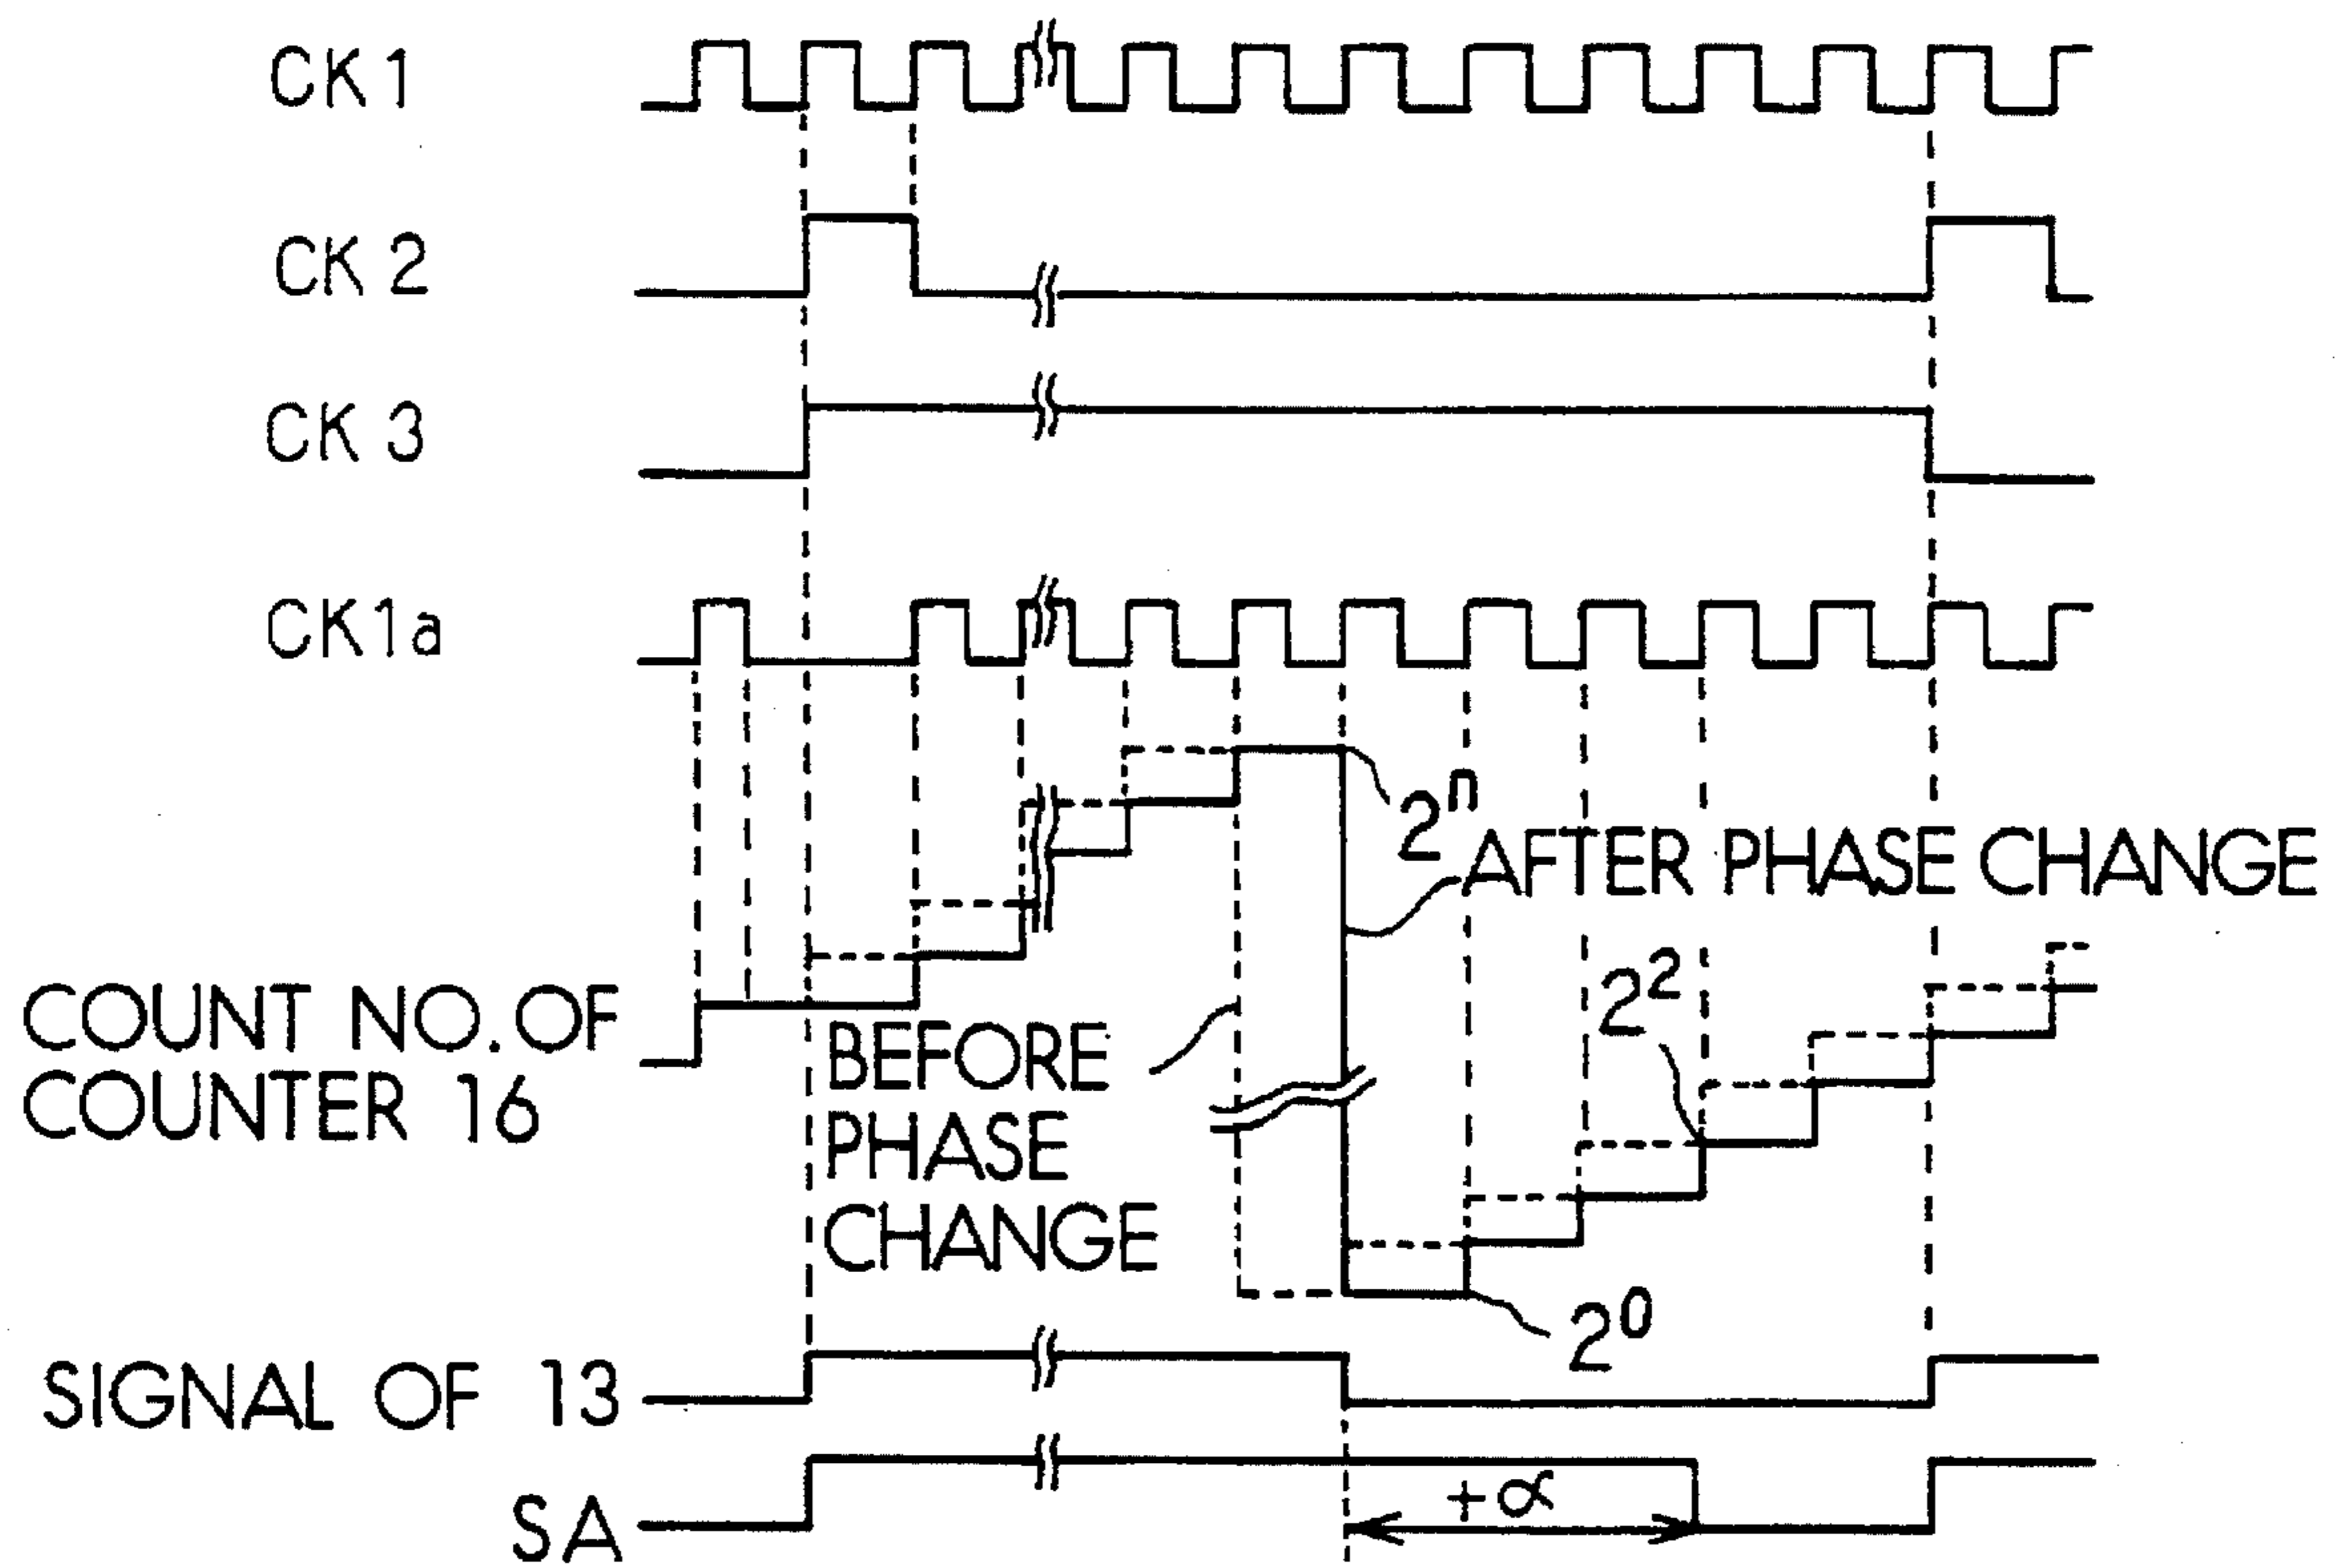 CK1
CK2
CK3
CK1a
2ⁿ
AFTER PHASE CHANGE
2²
COUNT NO. OF
COUNTER 16
BEFORE
PHASE
CHANGE
2⁰
SIGNAL OF 13
+α
SA